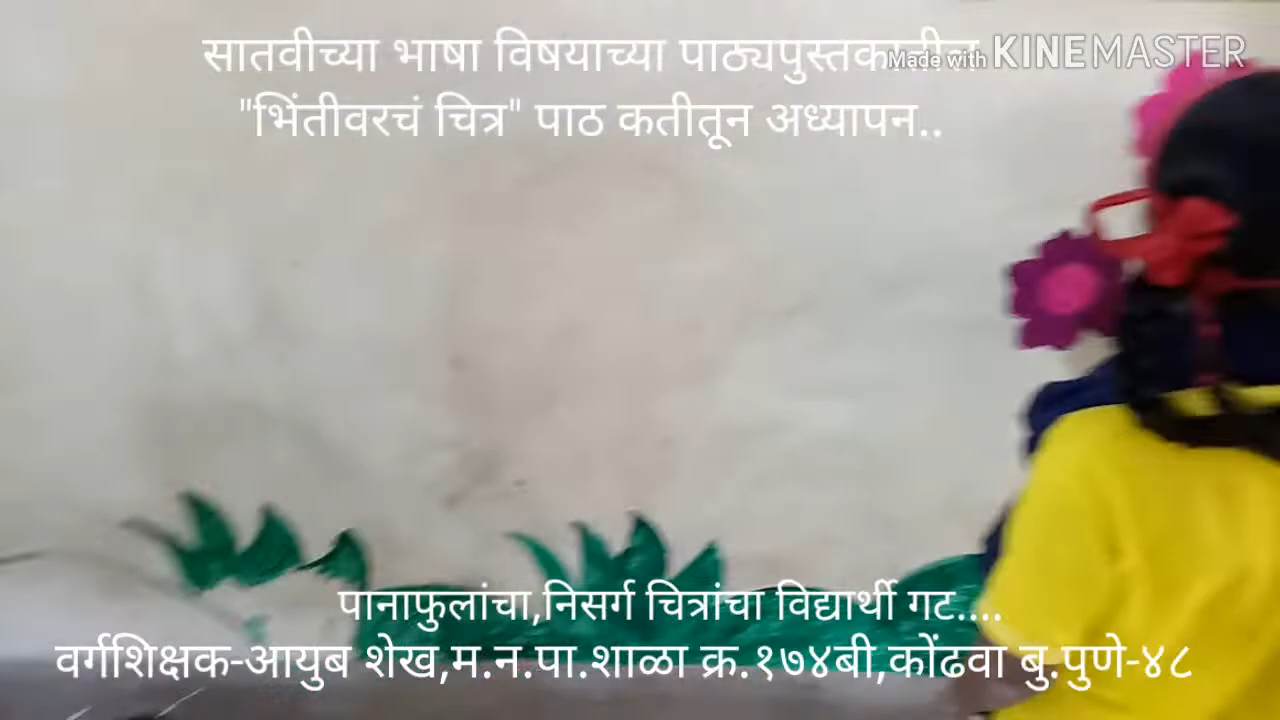 सातवीच्या भाषा विषयाच्या पाठ्यपुस्तकातील
Made with KINEMASTER
"भिंतीवरचं चित्र" पाठ कतीतून अध्यापन..
पानाफुलांचा,निसर्ग चित्रांचा विद्यार्थी गट....
वर्गशिक्षक-आयुब शेख,म.न.पा.शाळा क्र.१७४बी,कोंढवा बु.पुणे-४८